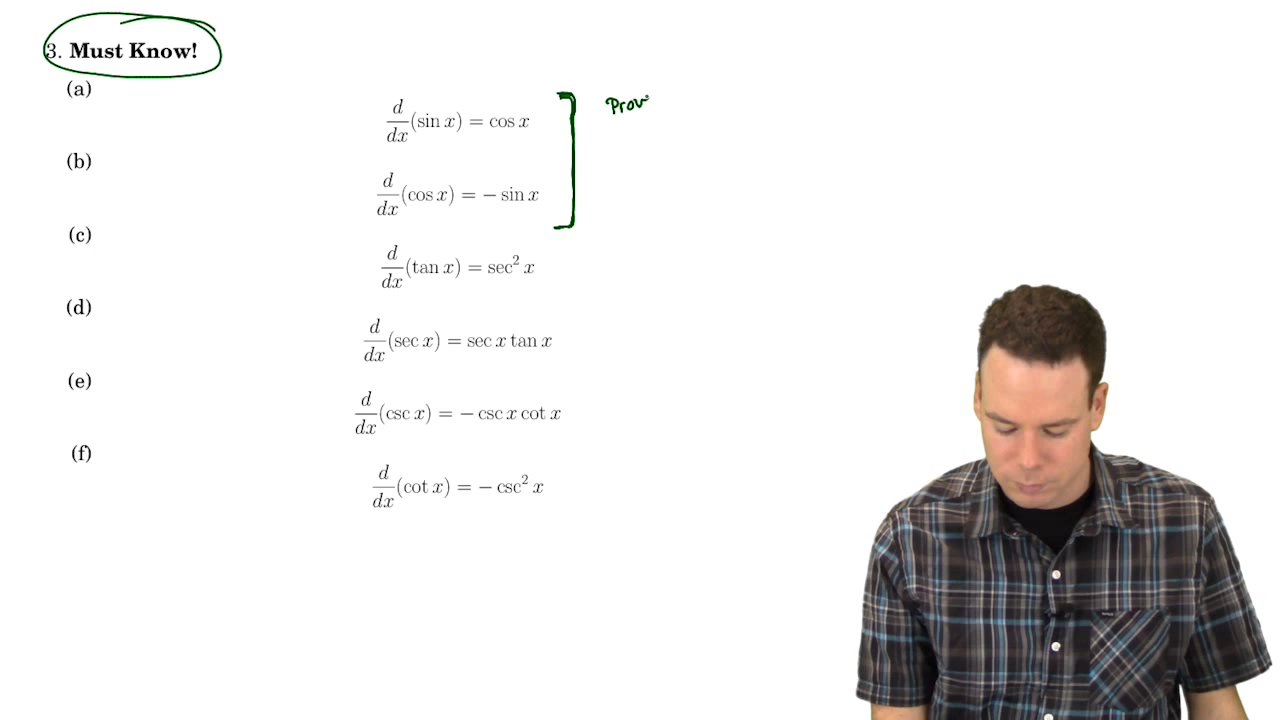 3. Must Know!
(a)
d/dx(sin x) = cos x
Prov
(b)
d/dx(cos x) = − sin x
(c)
d/dx(tan x) = sec² x
(d)
d/dx(sec x) = sec x tan x
(e)
d/dx(csc x) = − csc x cot x
(f)
d/dx(cot x) = − csc² x